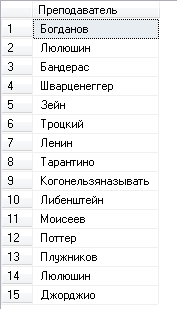 Преподаватель
1 Богданов
2 Люлюшин
3 Бандерас
4 Шварценеггер
5 Зейн
6 Троцкий
7 Ленин
8 Тарантино
9 Когонельзяназывать
10 Либенштейн
11 Моисеев
12 Поттер
13 Плужников
14 Люлюшин
15 Джорджио